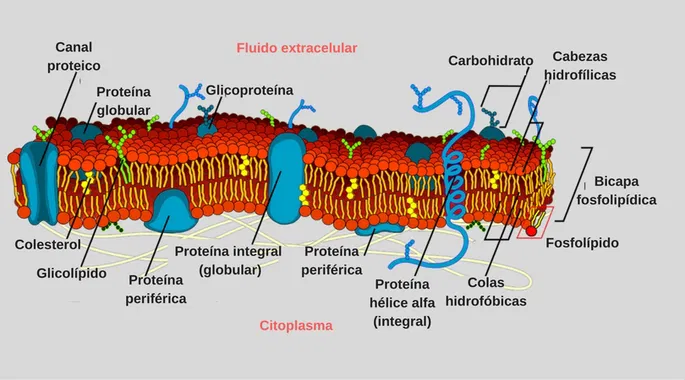 Canal
proteico
Fluido extracelular
Proteína
globular
Glicoproteína
Carbohidrato
Cabezas
hidrofílicas
Bicapa
fosfolipídica
Colesterol
Glicolípido
Proteína
periférica
Proteína integral
(globular)
Proteína
periférica
Proteína
hélice alfa
(integral)
Colas
hidrofóbicas
Fosfolípido
Citoplasma